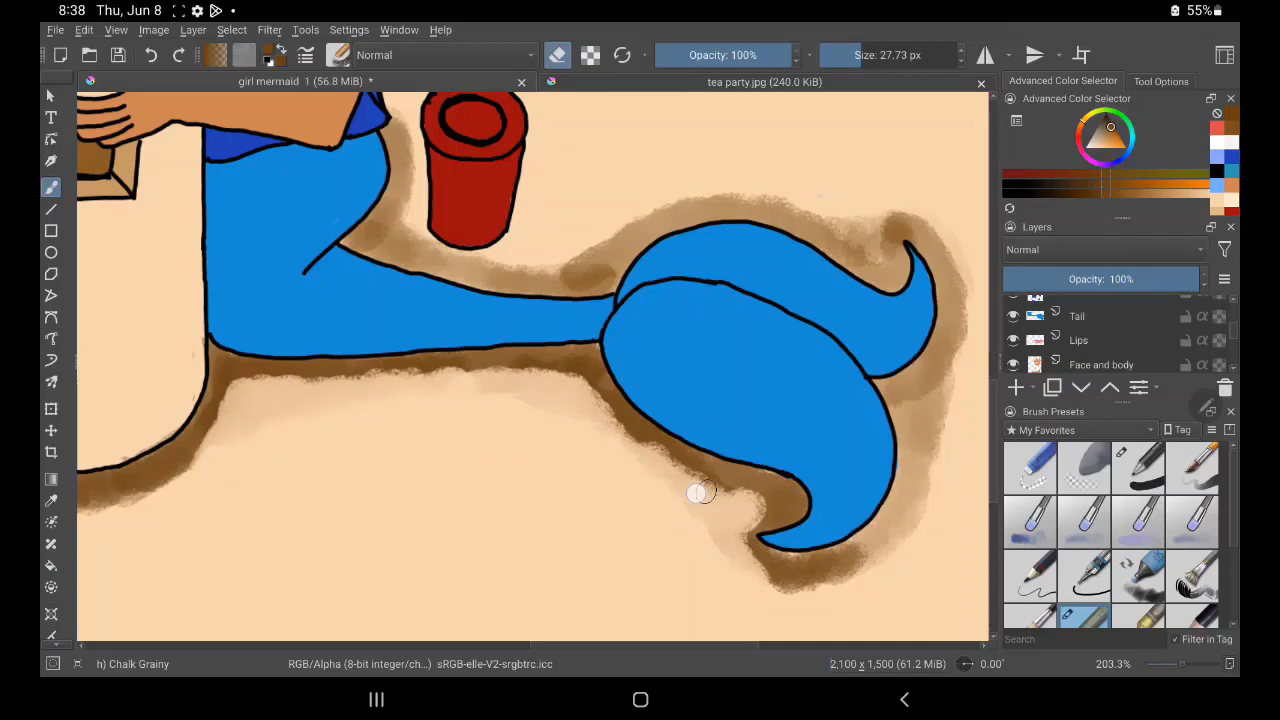 8:38 Thu, Jun 8
55%
File Edit View Image Layer Select Filter Tools Settings Window Help
Normal
Opacity: 100%
Size: 27.73 px
girl mermaid 1 (56.8 MiB) *
tea party.jpg (240.0 KiB)
Advanced Color Selector
Tool Options
Advanced Color Selector
Layers
Normal
Opacity: 100%
Tail
Lips
Face and body
Brush Presets
★ My Favorites
Tag
Search
✓ Filter in Tag
h) Chalk Grainy
RGB/Alpha (8-bit integer/ch...) sRGB-elle-V2-srgbtrc.icc
2,100 x 1,500 (61.2 MiB)
0.00°
203.3%